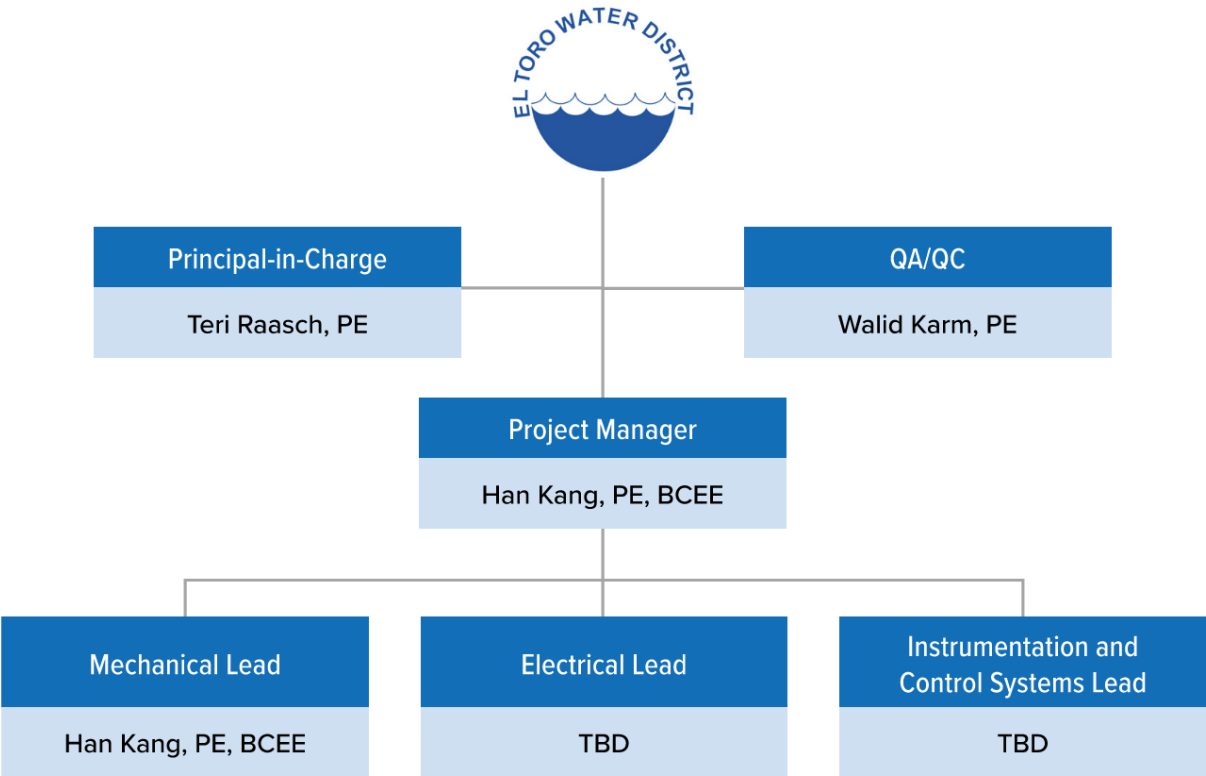 EL TORO WATER DISTRICT
Principal-in-Charge
Teri Raasch, PE
QA/QC
Walid Karm, PE
Project Manager
Han Kang, PE, BCEE
Mechanical Lead
Han Kang, PE, BCEE
Electrical Lead
TBD
Instrumentation and
Control Systems Lead
TBD